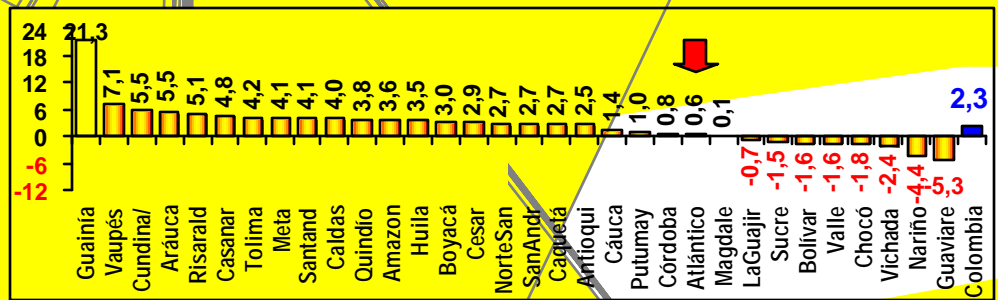 24
18
12
6
0
-6
-12
21,3
7,1
5,5
5,5
5,1
4,8
4,2
4,1
4,1
4,0
3,8
3,6
3,5
3,0
2,9
2,7
2,7
2,7
2,5
1,4
1,0
0,8
0,6
0,1
-0,7
-1,5
-1,6
-1,6
-1,8
-2,4
-4,4
-5,3
2,3
Guainía
Vaupés
Cundina/
Aráuca
Risarald
Casanar
Tolima
Meta
Santand
Caldas
Quindío
Amazon
Huila
Boyacá
Cesar
NorteSan
SanAndr
Caquetá
Antioqui
Cáuca
Putumay
Córdoba
Atlántico
Magdale
LaGuajir
Sucre
Bolívar
Valle
Chocó
Vichada
Nariño
Guaviare
Colombia